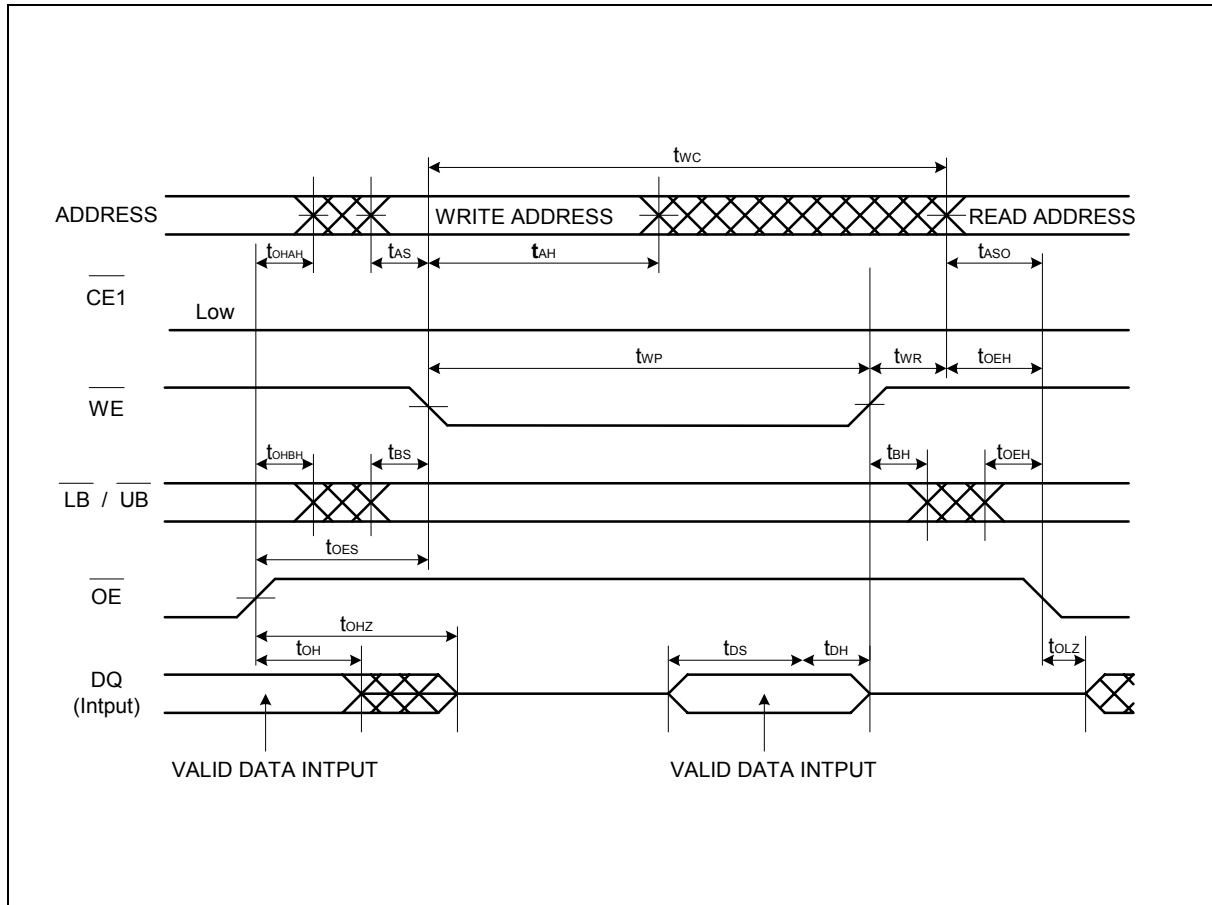 tWC
ADDRESS WRITE ADDRESS READ ADDRESS
tOHAH tAS tAH tASO
CE1
Low
tWP tWR tOEH
WE
tOHBH tBS tBH tOEH
LB / UB
tOES
OE
tOHZ
tOH tDS tDH tOLZ
DQ
(Intput)
VALID DATA INTPUT VALID DATA INTPUT